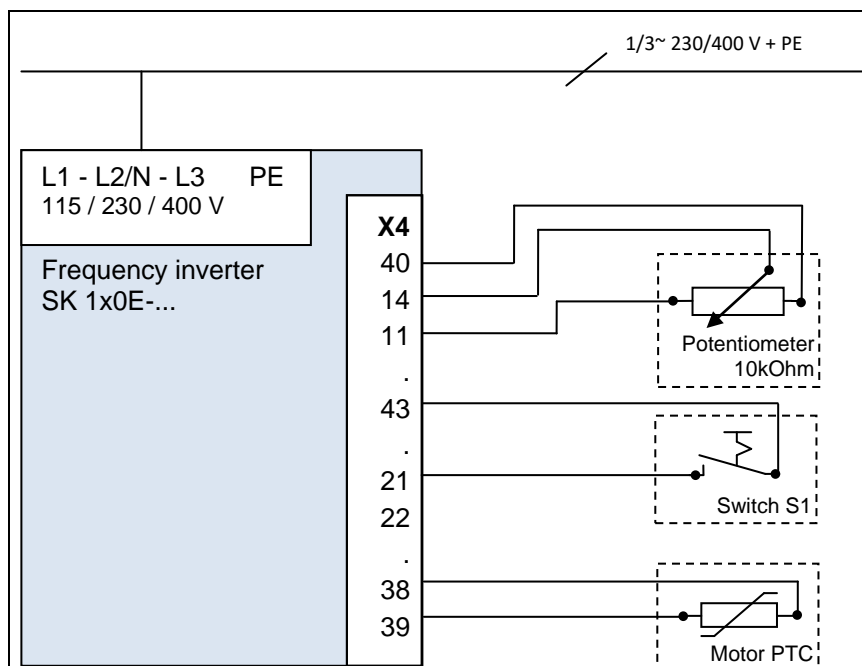 1/3~ 230/400 V + PE
L1 - L2/N - L3 PE
115 / 230 / 400 V
Frequency inverter
SK 1x0E-...
X4
40
14
11
.
43
.
21
22
.
38
39
Potentiometer
10kOhm
Switch S1
Motor PTC